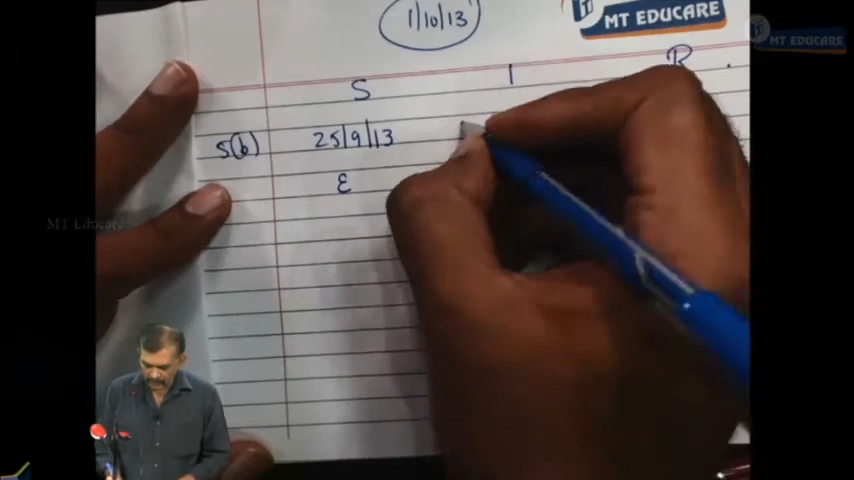 1/10/13
MT EDUCARE
MT EDUCARE
S I R
5(b) 25/9/13
ε
MT Educare